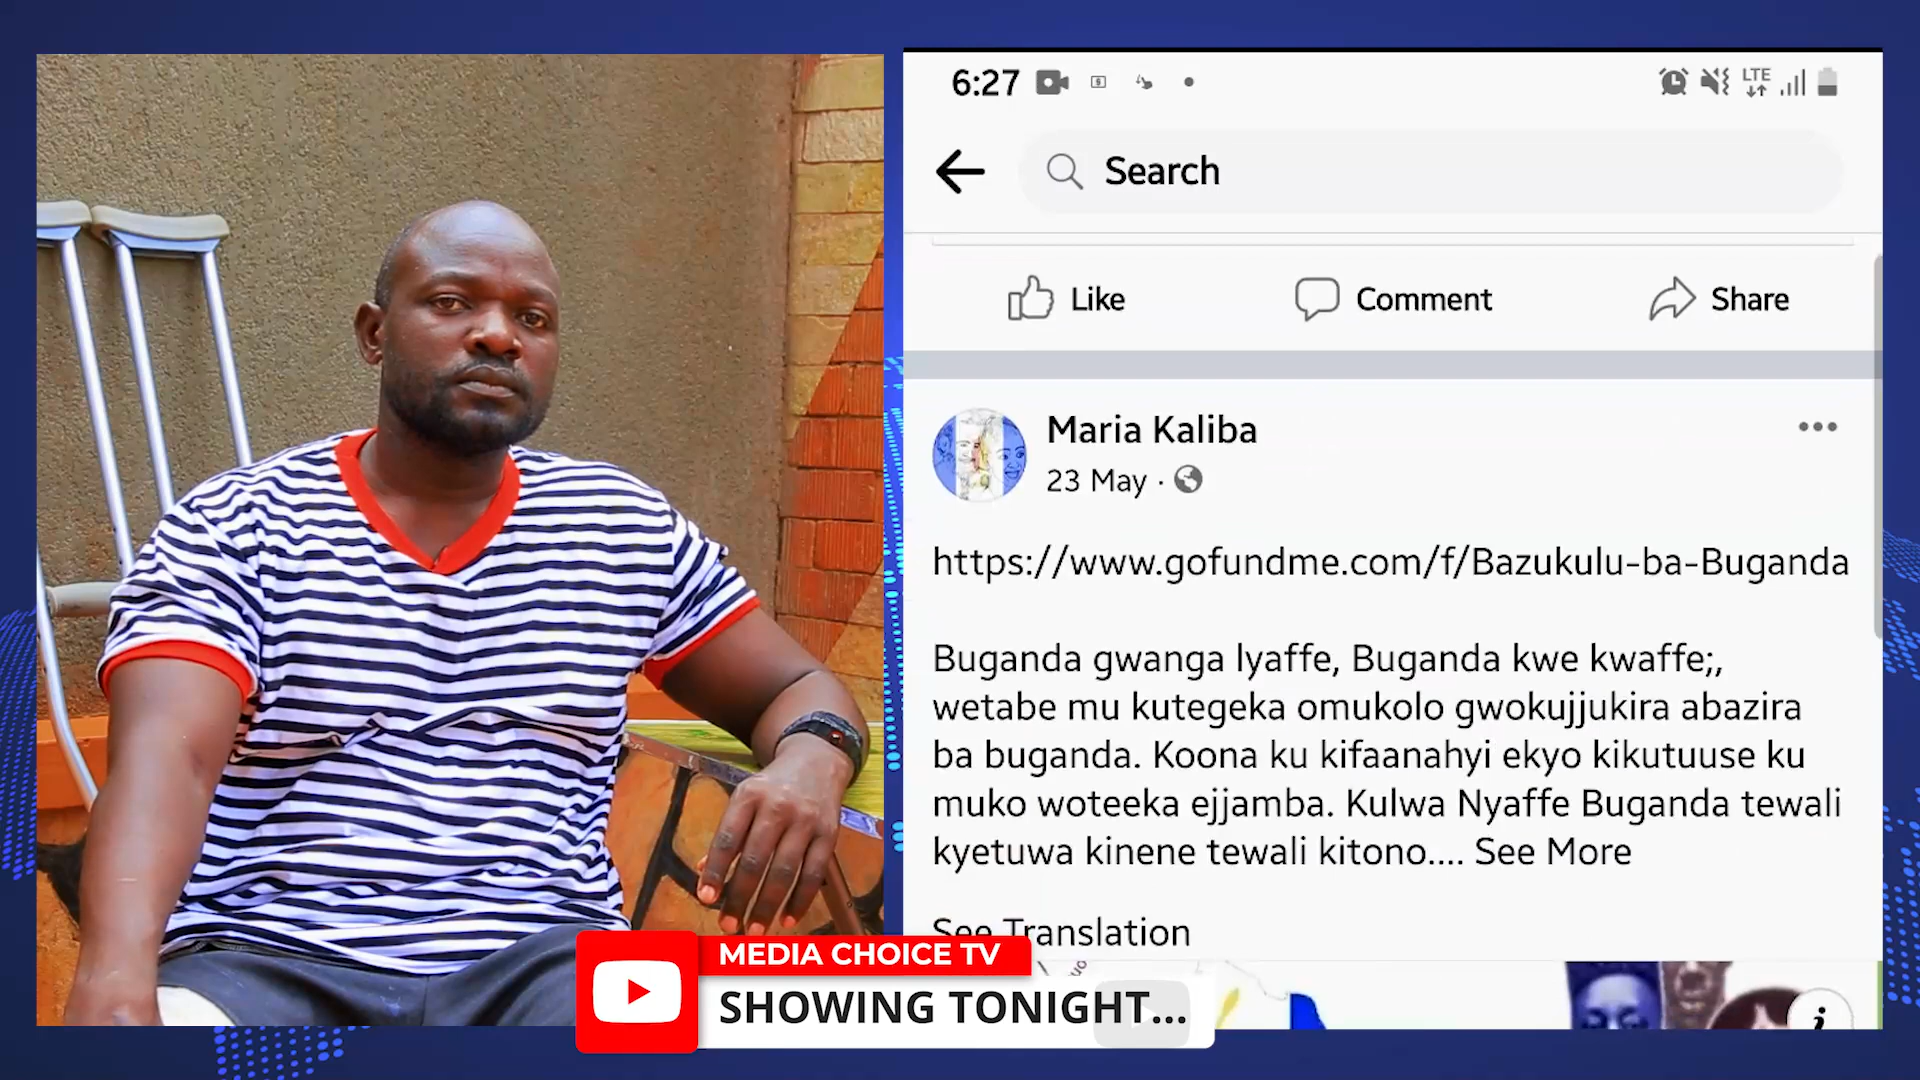 6:27
LTE
Search
Like
Comment
Share
Maria Kaliba
23 May ·
https://www.gofundme.com/f/Bazukulu-ba-Buganda
Buganda gwanga lyaffe, Buganda kwe kwaffe;,
wetabe mu kutegeka omukolo gwokujjukira abazira
ba buganda. Koona ku kifaanahyi ekyo kikutuuse ku
muko woteeka ejjamba. Kulwa Nyaffe Buganda tewali
kyetuwa kinene tewali kitono.... See More
See Translation
MEDIA CHOICE TV
SHOWING TONIGHT...